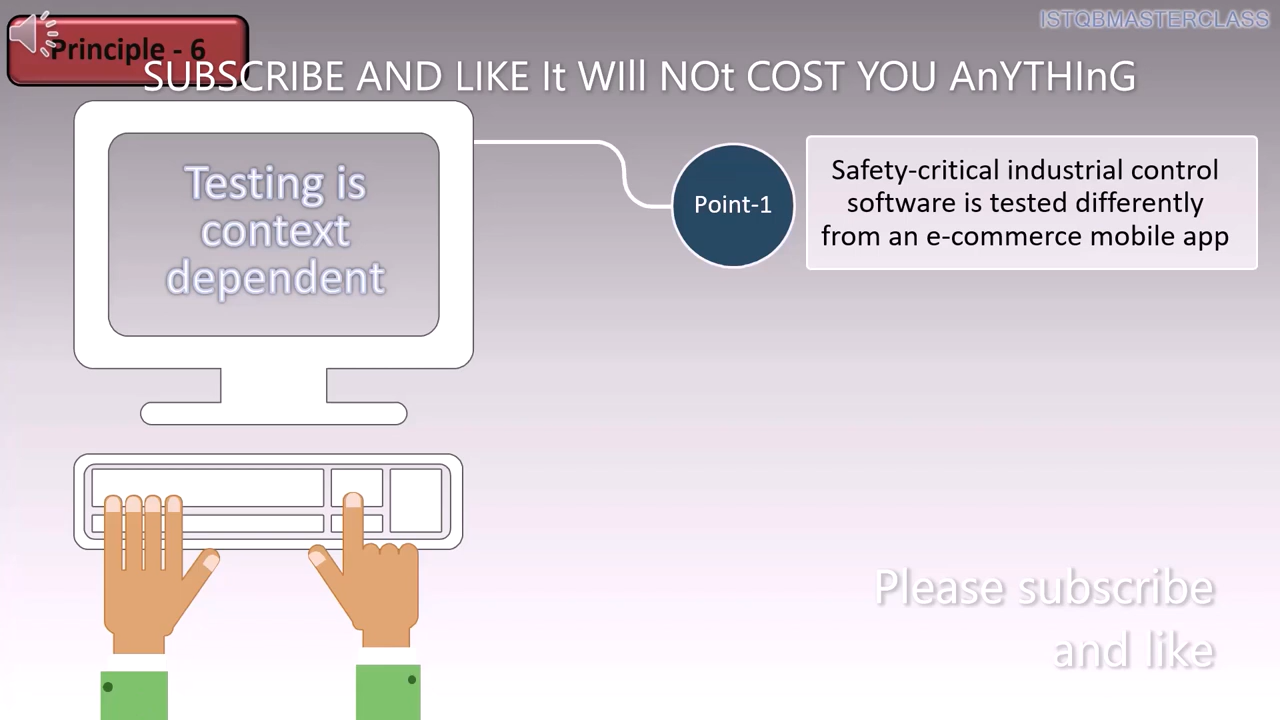 ISTQBMASTERCLASS
Principle - 6
SUBSCRIBE AND LIKE It WIll NOt COST YOU AnYTHInG
Testing is
context
dependent
Point-1
Safety-critical industrial control
software is tested differently
from an e-commerce mobile app
Please subscribe
and like